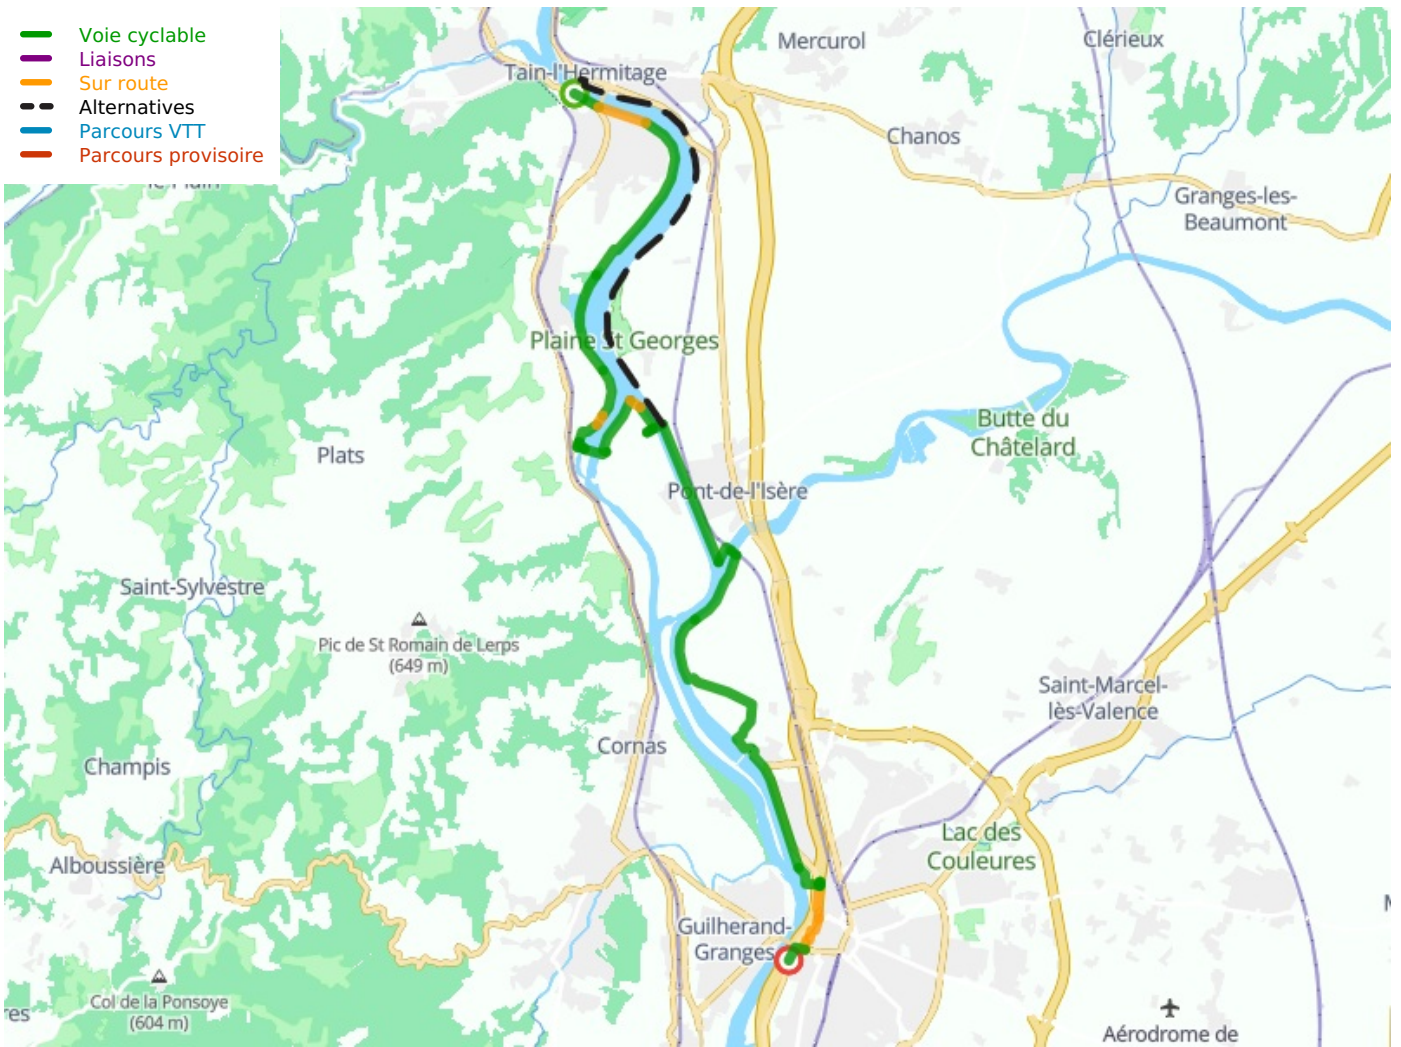 Voie cyclable
Liaisons
Sur route
Alternatives
Parcours VTT
Parcours provisoire
Mercurol
Clérieux
Tain-l'Hermitage
Chanos
Granges-les-
Beaumont
Plaine St Georges
Butte du
Châtelard
Plats
Pont-de-l'Isère
Saint-Sylvestre
Pic de St Romain de Lerps
(649 m)
Saint-Marcel-
lès-Valence
Cornas
Champis
Lac des
Couleures
Alboussière
Guilherand-
Granges
Col de la Ponsoye
(604 m)
res
Aérodrome de